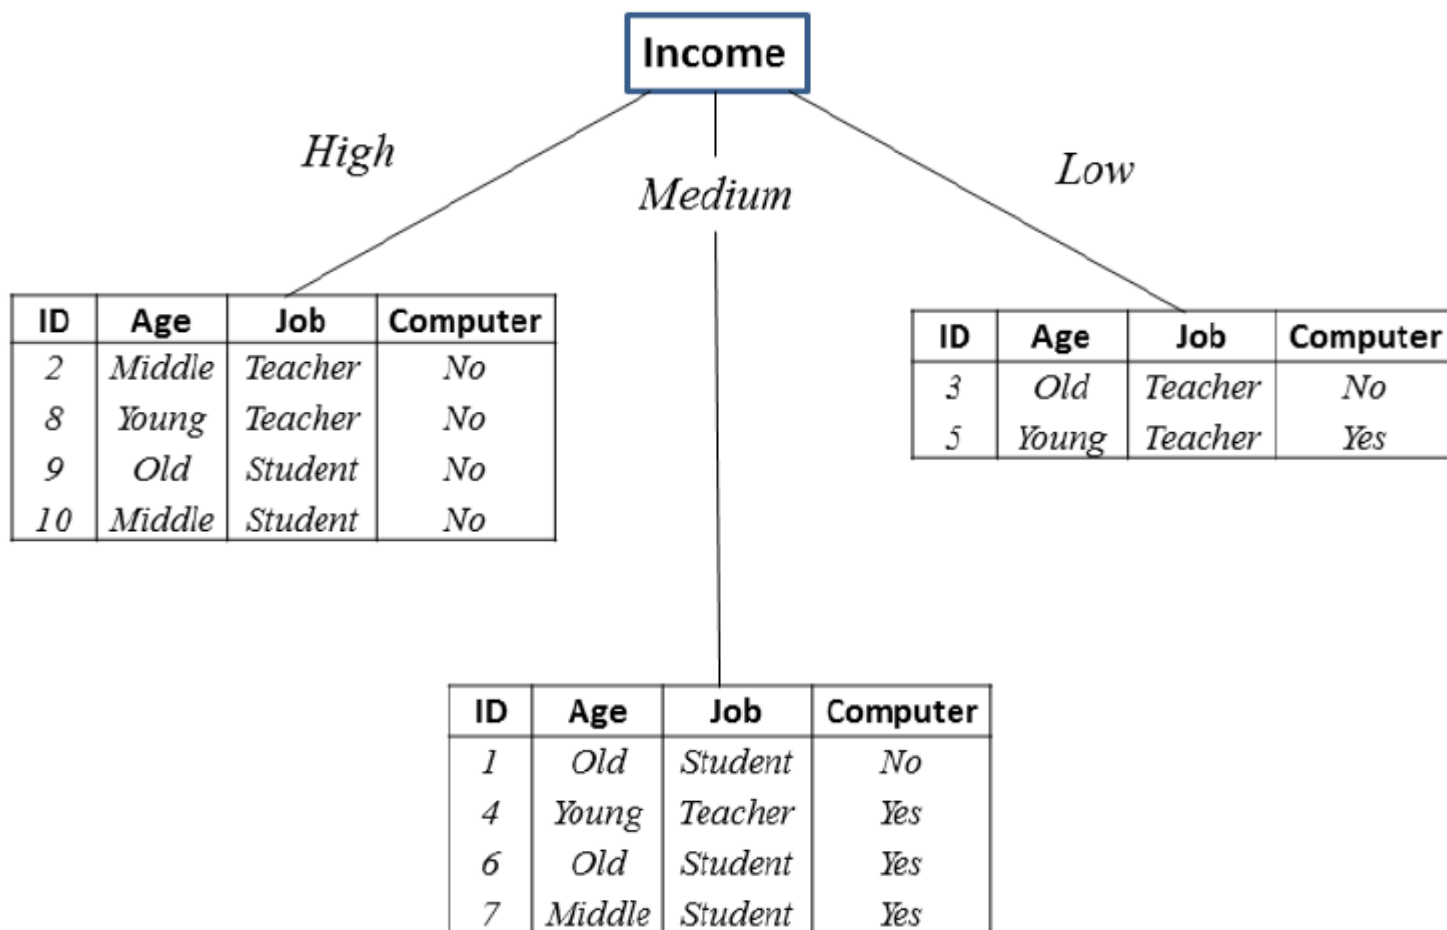 Income
High
Medium
Low
ID Age Job Computer
2 Middle Teacher No
8 Young Teacher No
9 Old Student No
10 Middle Student No
ID Age Job Computer
3 Old Teacher No
5 Young Teacher Yes
ID Age Job Computer
1 Old Student No
4 Young Teacher Yes
6 Old Student Yes
7 Middle Student Yes